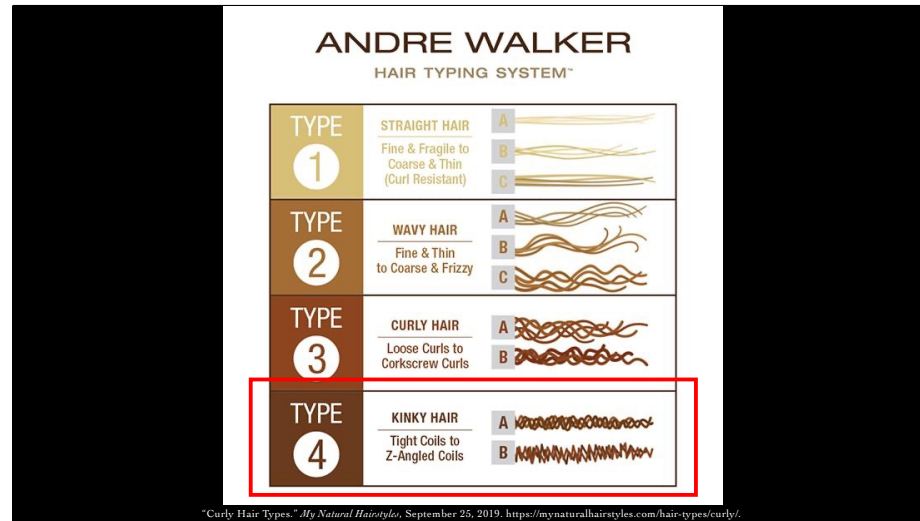 ANDRE WALKER
HAIR TYPING SYSTEM™
TYPE
1
STRAIGHT HAIR
Fine & Fragile to
Coarse & Thin
(Curl Resistant)
A
B
C
TYPE
2
WAVY HAIR
Fine & Thin
to Coarse & Frizzy
A
B
C
TYPE
3
CURLY HAIR
Loose Curls to
Corkscrew Curls
A
B
TYPE
4
KINKY HAIR
Tight Coils to
Z-Angled Coils
A
B
“Curly Hair Types.” My Natural Hairstyles, September 25, 2019. https://mynaturalhairstyles.com/hair-types/curly/.